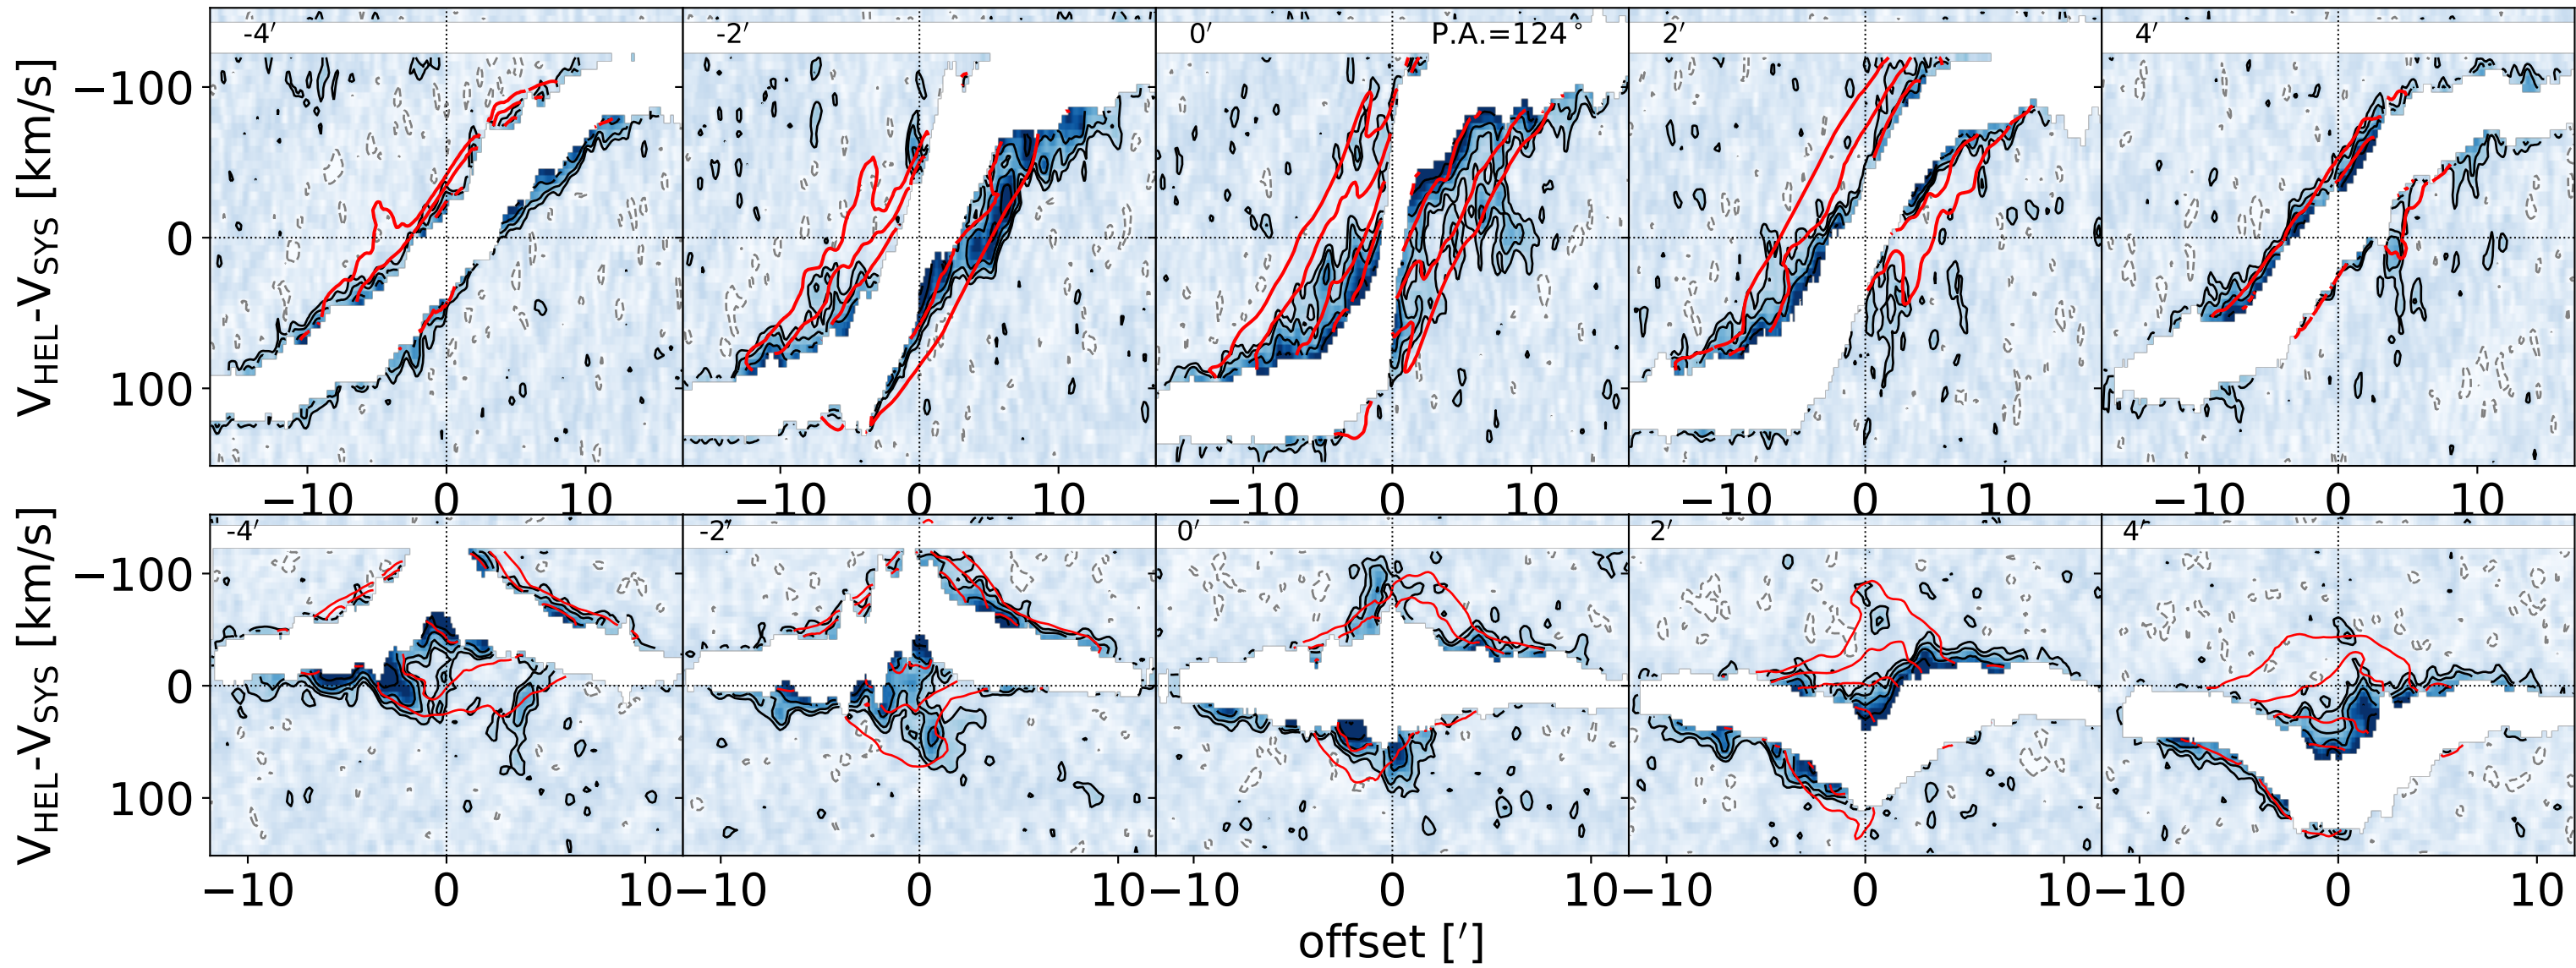 -4′ -2′ 0′ P.A.=124° 2′ 4′
V_HEL-V_SYS [km/s]
−100
0
100
−10 0 10 −10 0 10 −10 0 10 −10 0 10 −10 0 10
-4′ -2′ 0′ 2′ 4′
V_HEL-V_SYS [km/s]
−100
0
100
−10 0 10 −10 0 10 −10 0 10 −10 0 10 −10 0 10
offset [′]